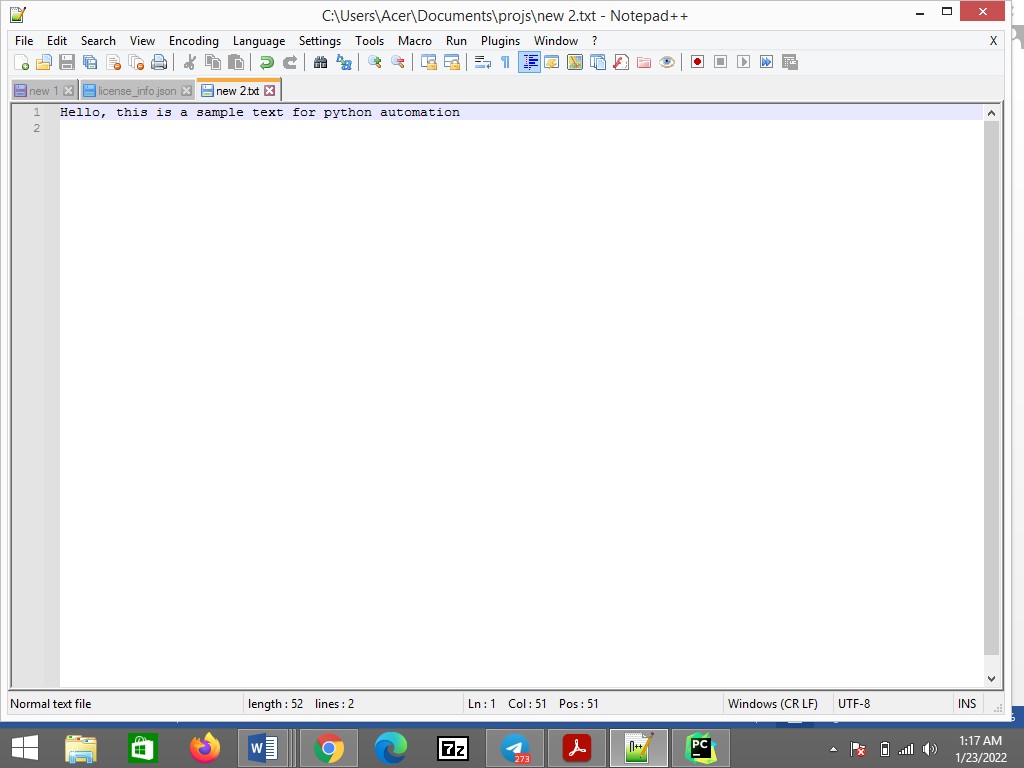 C:\Users\Acer\Documents\projs\new 2.txt - Notepad++
File Edit Search View Encoding Language Settings Tools Macro Run Plugins Window ? X
new 1 license_info.json new 2.txt
1 Hello, this is a sample text for python automation
2
Normal text file length : 52 lines : 2 Ln : 1 Col : 51 Pos : 51 Windows (CR LF) UTF-8 INS
W 7z 273 n++ PC
1:17 AM
1/23/2022